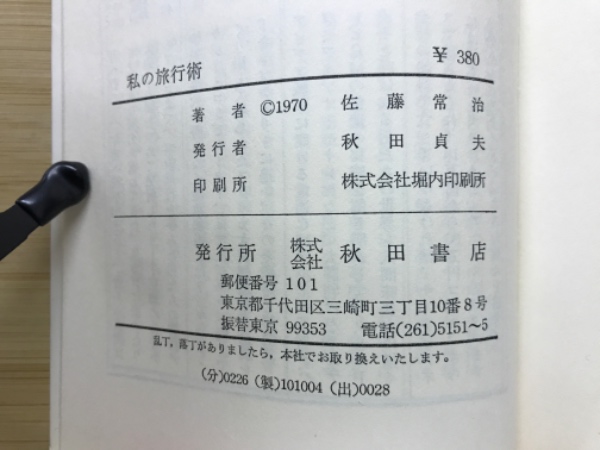 私の旅行術
¥ 380
著者 ©1970 佐藤常治
発行者 秋田貞夫
印刷所 株式会社堀内印刷所
発行所 株式会社 秋田書店
郵便番号 101
東京都千代田区三崎町三丁目10番8号
振替東京 99353 電話(261)5151〜5
乱丁，落丁がありましたら，本社でお取り換えいたします。
(分)0226 (製)101004 (出)0028